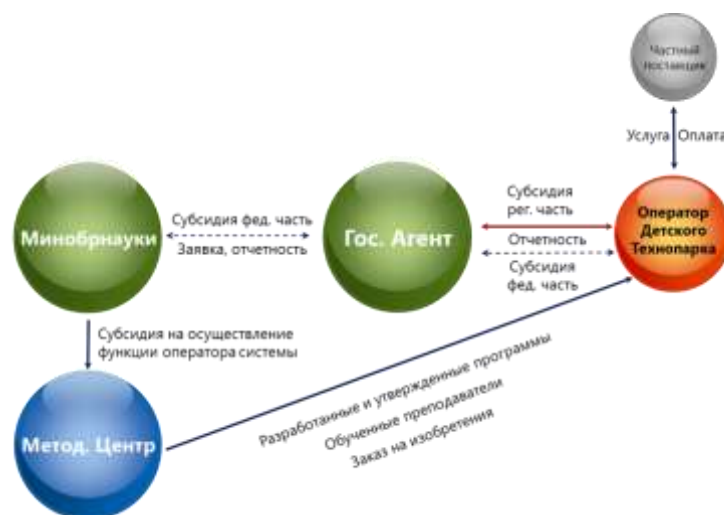 Частный
поставщик
Услуга
Оплата
Субсидия фед. часть
Заявка, отчетность
Минобрнауки
Гос. Агент
Субсидия
рег. часть
Отчетность
Субсидия
фед. часть
Оператор
Детского
Технопарка
Субсидия на осуществление
функции оператора системы
Метод. Центр
Разработанные и утвержденные программы
Обученные преподаватели
Заказ на изобретения